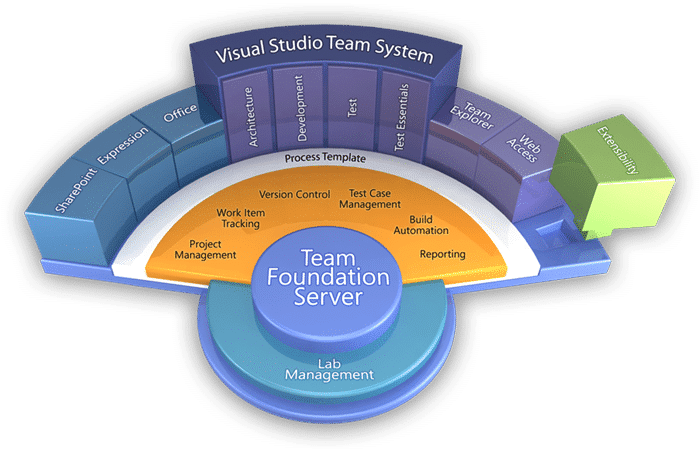 Visual Studio Team System
SharePoint
Expression
Office
Architecture
Development
Test
Test Essentials
Team
Explorer
Web
Access
Extensibility
Process Template
Project
Management
Work Item
Tracking
Version Control
Test Case
Management
Build
Automation
Reporting
Team
Foundation
Server
Lab
Management